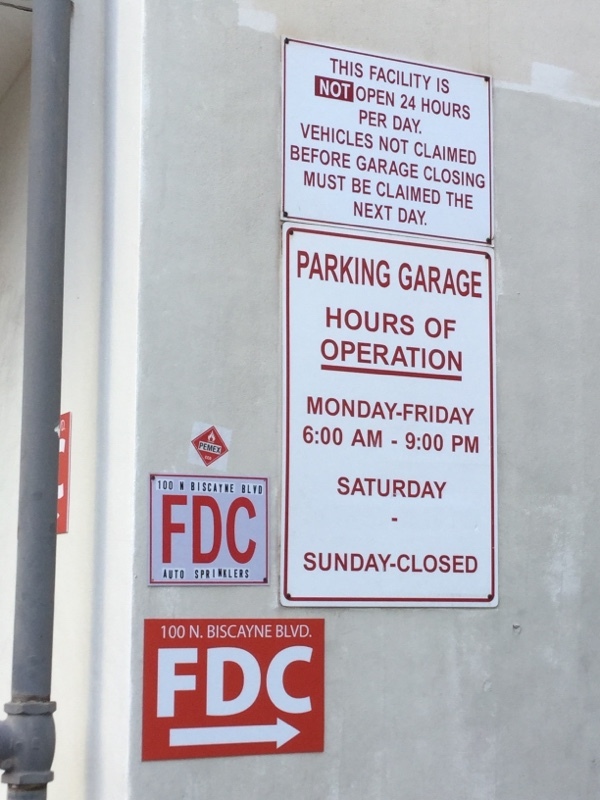 THIS FACILITY IS
NOT OPEN 24 HOURS
PER DAY.
VEHICLES NOT CLAIMED
BEFORE GARAGE CLOSING
MUST BE CLAIMED THE
NEXT DAY.
PARKING GARAGE
HOURS OF
OPERATION
MONDAY-FRIDAY
6:00 AM - 9:00 PM
SATURDAY
-
SUNDAY-CLOSED
PEMEX
100 N BISCAYNE BLVD
FDC
AUTO SPRINKLERS
100 N. BISCAYNE BLVD.
FDC